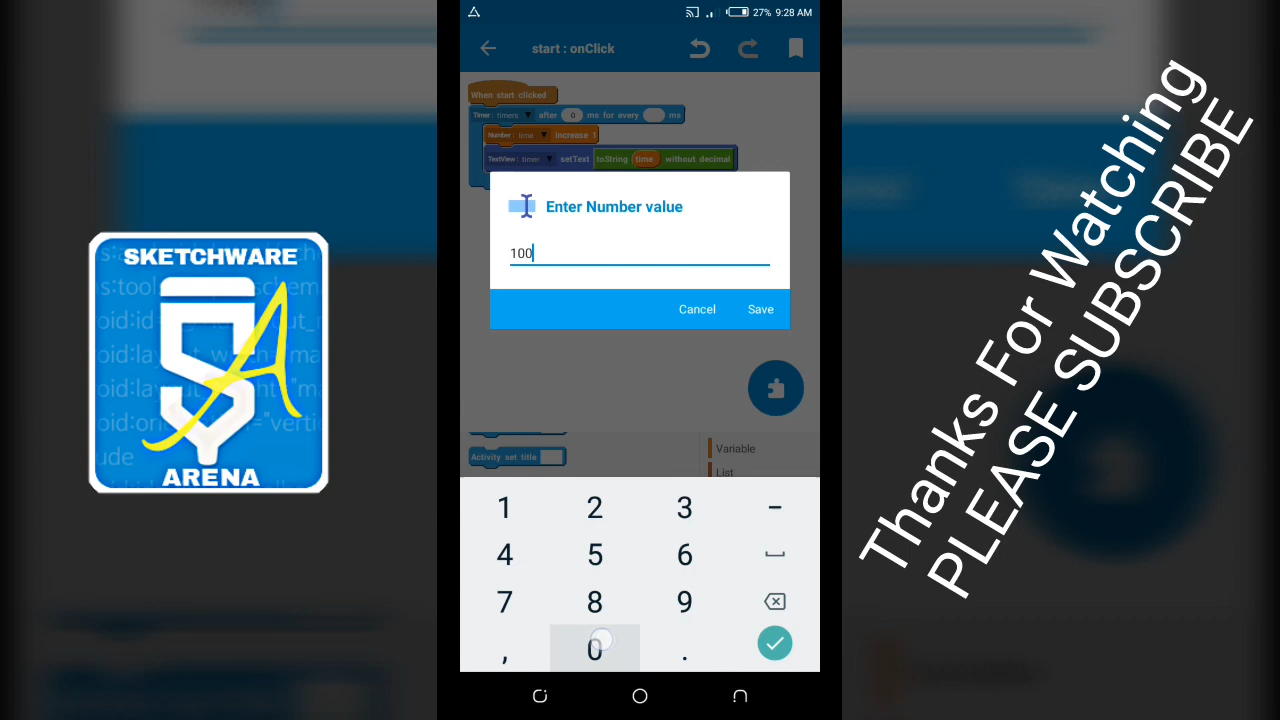 27% 9:28 AM
start : onClick
When start clicked
Timer: timers after 0 ms for every ms
Number: time increase 1
TextView: timer setText toString time without decimal
Enter Number value
100
Cancel Save
Activity set title
Variable
List
1 2 3 -
4 5 6
7 8 9
, 0 .
SKETCHWARE
ARENA
Thanks For Watching
PLEASE SUBSCRIBE